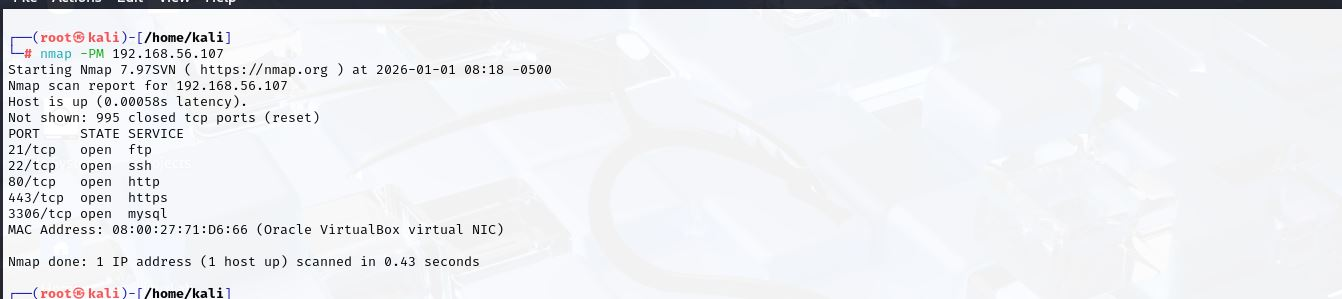 File Actions Edit View Help
┌──(root㉿kali)-[/home/kali]
└─# nmap -PM 192.168.56.107
Starting Nmap 7.97SVN ( https://nmap.org ) at 2026-01-01 08:18 -0500
Nmap scan report for 192.168.56.107
Host is up (0.00058s latency).
Not shown: 995 closed tcp ports (reset)
PORT     STATE SERVICE
21/tcp   open  ftp
22/tcp   open  ssh
80/tcp   open  http
443/tcp  open  https
3306/tcp open  mysql
MAC Address: 08:00:27:71:D6:66 (Oracle VirtualBox virtual NIC)
Nmap done: 1 IP address (1 host up) scanned in 0.43 seconds
┌──(root㉿kali)-[/home/kali]